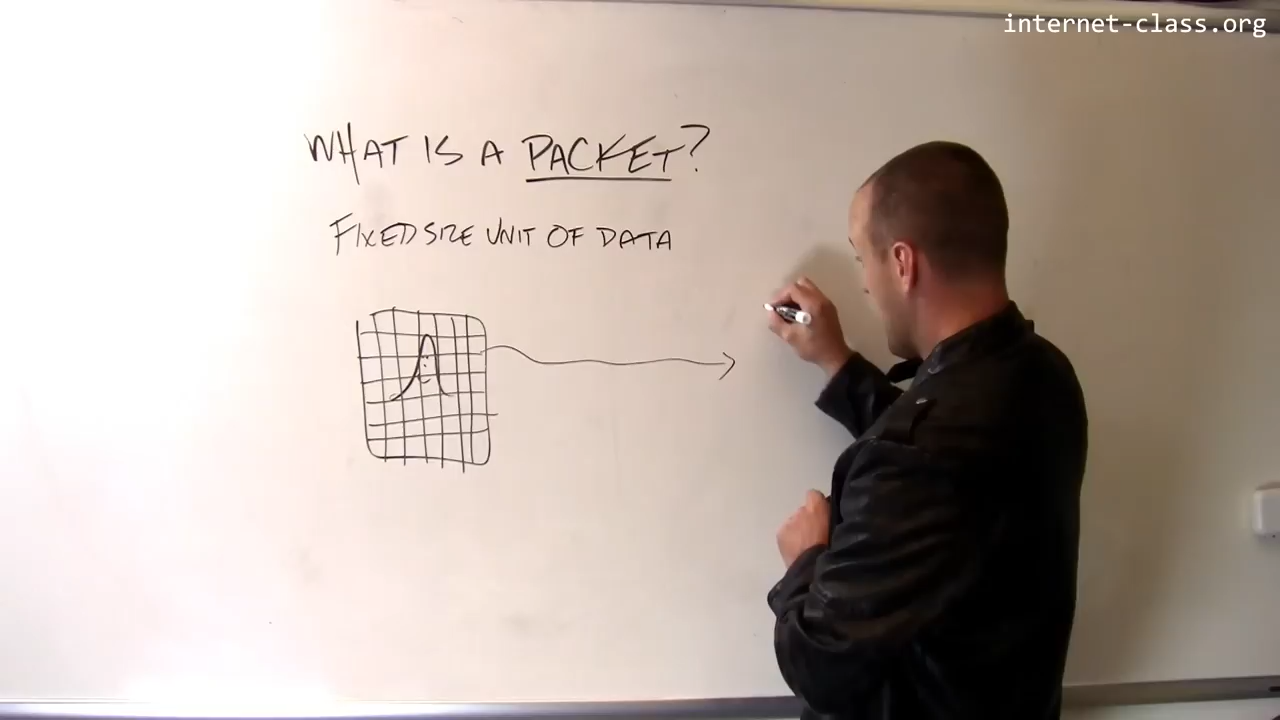 internet-class.org
WHAT IS A PACKET?
FIXED SIZE UNIT OF DATA